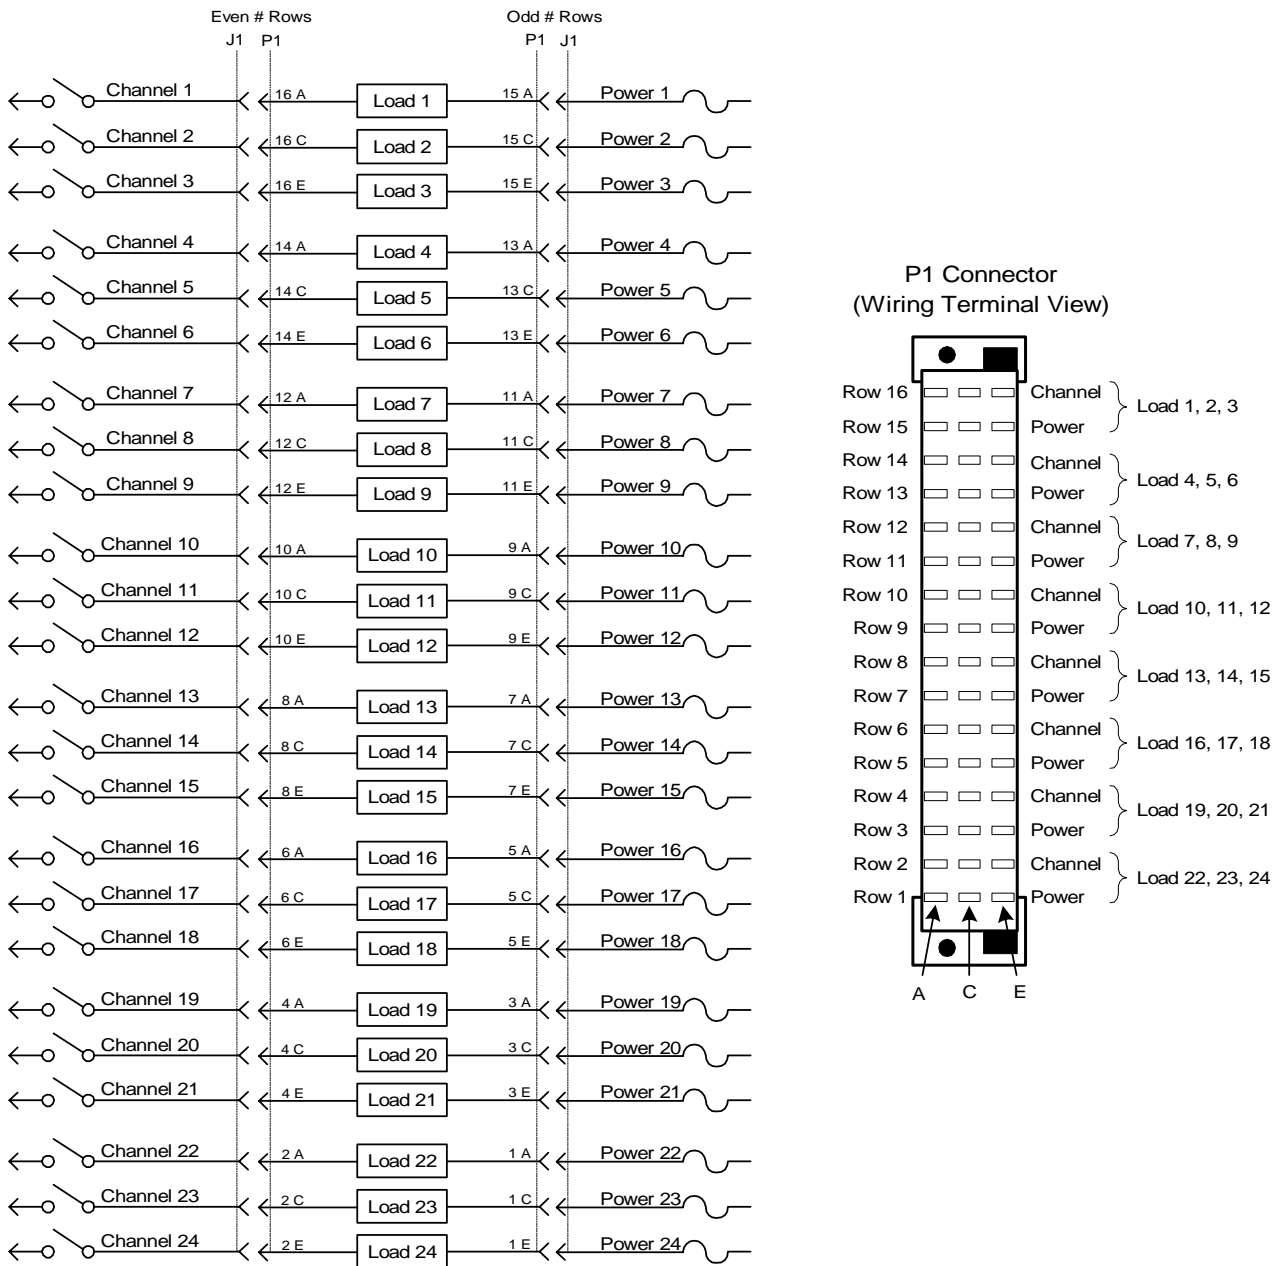 Even # Rows Odd # Rows
J1 P1 P1 J1
Channel 1 16 A Load 1 15 A Power 1
Channel 2 16 C Load 2 15 C Power 2
Channel 3 16 E Load 3 15 E Power 3
Channel 4 14 A Load 4 13 A Power 4
Channel 5 14 C Load 5 13 C Power 5
Channel 6 14 E Load 6 13 E Power 6
Channel 7 12 A Load 7 11 A Power 7
Channel 8 12 C Load 8 11 C Power 8
Channel 9 12 E Load 9 11 E Power 9
Channel 10 10 A Load 10 9 A Power 10
Channel 11 10 C Load 11 9 C Power 11
Channel 12 10 E Load 12 9 E Power 12
Channel 13 8 A Load 13 7 A Power 13
Channel 14 8 C Load 14 7 C Power 14
Channel 15 8 E Load 15 7 E Power 15
Channel 16 6 A Load 16 5 A Power 16
Channel 17 6 C Load 17 5 C Power 17
Channel 18 6 E Load 18 5 E Power 18
Channel 19 4 A Load 19 3 A Power 19
Channel 20 4 C Load 20 3 C Power 20
Channel 21 4 E Load 21 3 E Power 21
Channel 22 2 A Load 22 1 A Power 22
Channel 23 2 C Load 23 1 C Power 23
Channel 24 2 E Load 24 1 E Power 24
P1 Connector
(Wiring Terminal View)
Row 16 Channel
Load 1, 2, 3
Row 15 Power
Row 14 Channel
Load 4, 5, 6
Row 13 Power
Row 12 Channel
Load 7, 8, 9
Row 11 Power
Row 10 Channel
Load 10, 11, 12
Row 9 Power
Row 8 Channel
Load 13, 14, 15
Row 7 Power
Row 6 Channel
Load 16, 17, 18
Row 5 Power
Row 4 Channel
Load 19, 20, 21
Row 3 Power
Row 2 Channel
Load 22, 23, 24
Row 1 Power
A C E